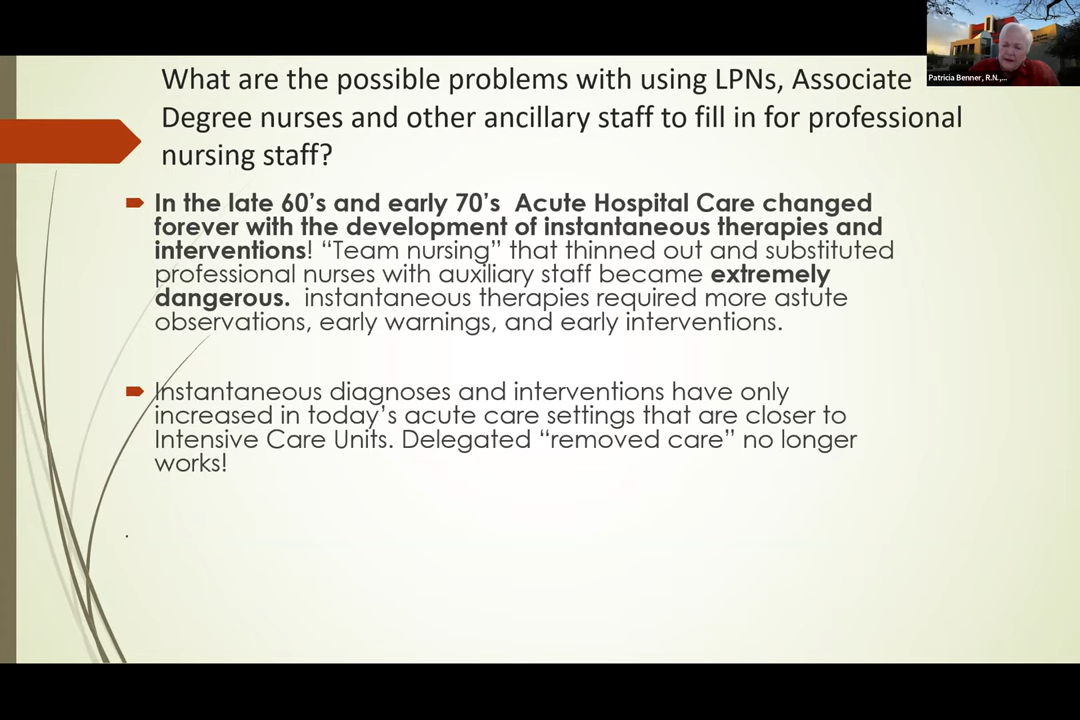 What are the possible problems with using LPNs, Associate
Degree nurses and other ancillary staff to fill in for professional
nursing staff?
Patricia Benner, R.N.,...
In the late 60’s and early 70’s  Acute Hospital Care changed
forever with the development of instantaneous therapies and
interventions! “Team nursing” that thinned out and substituted
professional nurses with auxiliary staff became extremely
dangerous.  instantaneous therapies required more astute
observations, early warnings, and early interventions.
Instantaneous diagnoses and interventions have only
increased in today’s acute care settings that are closer to
Intensive Care Units. Delegated “removed care” no longer
works!
.